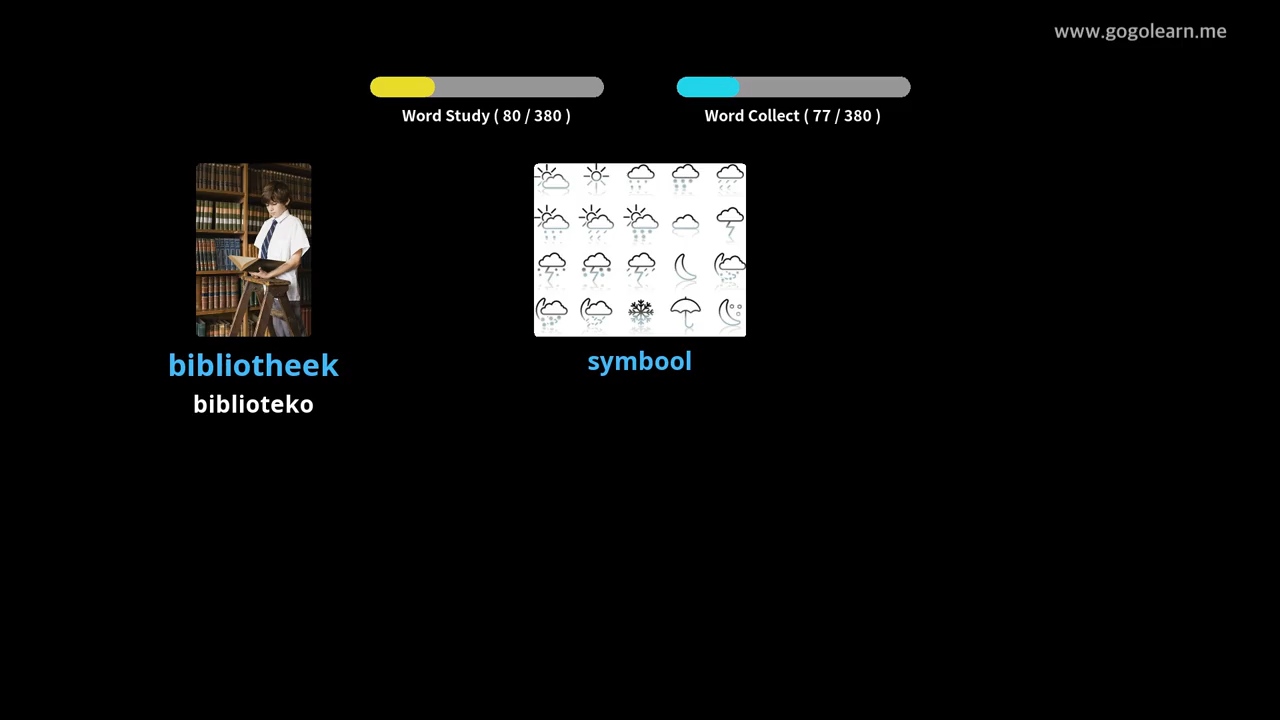 www.gogolearn.me
Word Study ( 80 / 380 )
Word Collect ( 77 / 380 )
bibliotheek
biblioteko
symbool